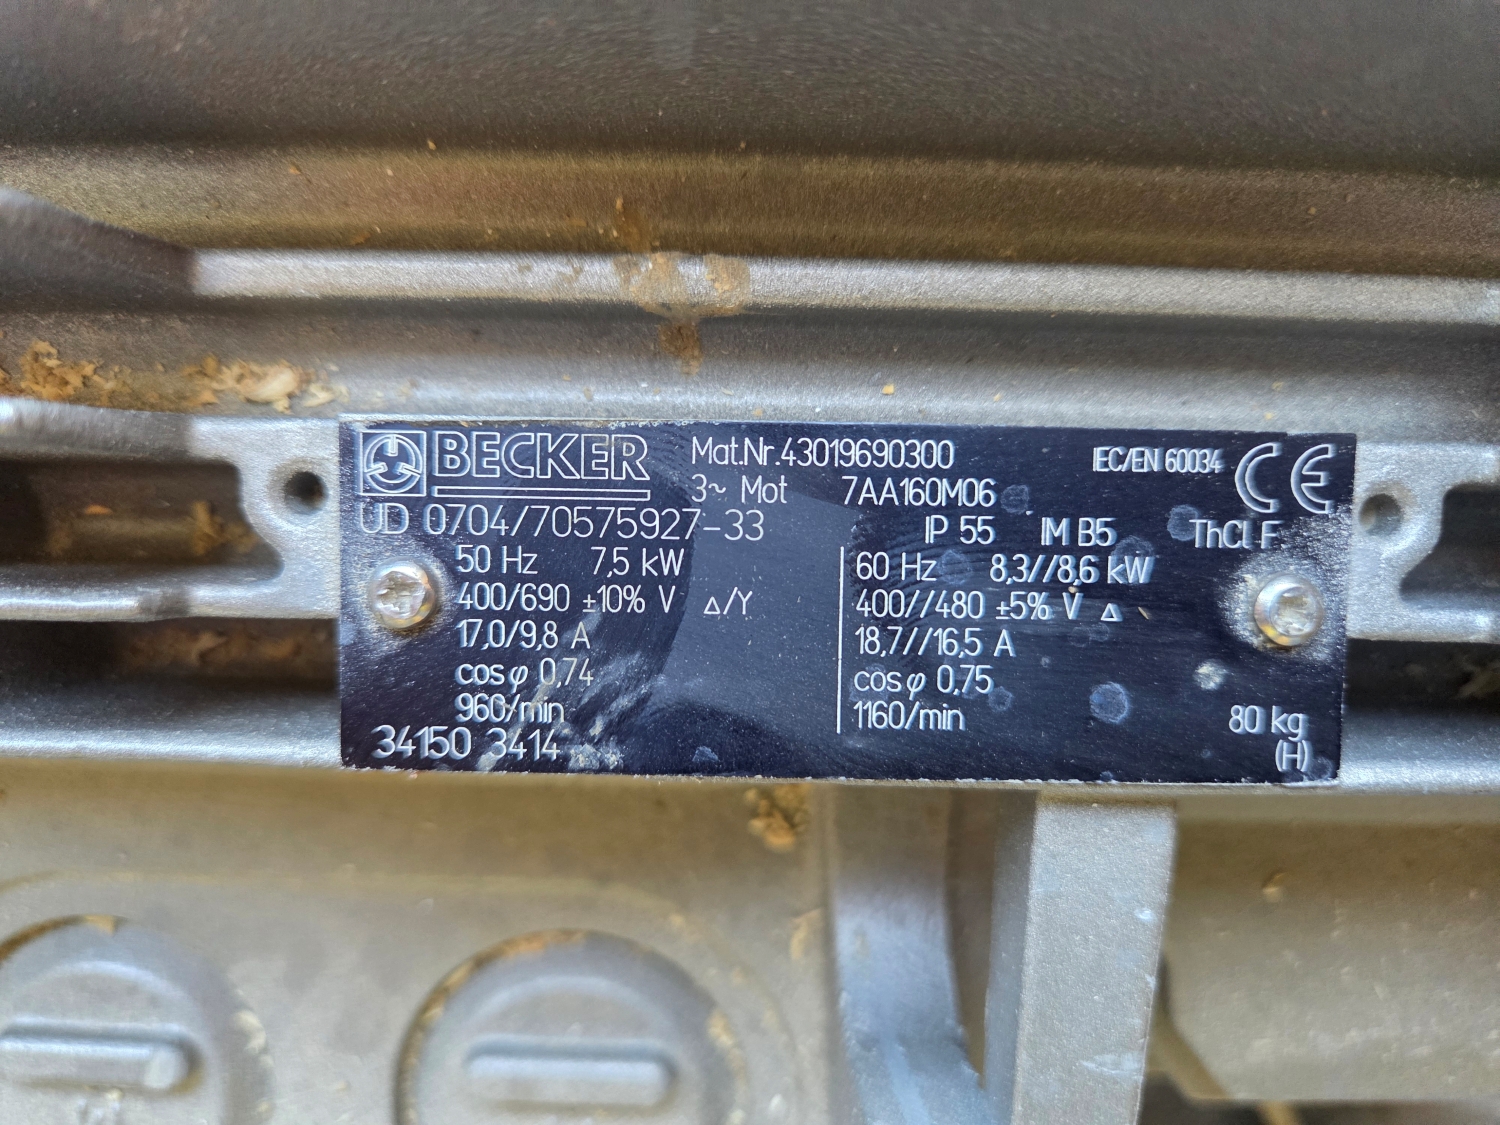 BECKER Mat.Nr.43019690300 IEC/EN 60034 CE
3~ Mot 7AA160M06
UD 0704/70575927-33 IP 55 IM B5 ThCl F
50 Hz 7,5 kW 60 Hz 8,3//8,6 kW
400/690 ±10% V Δ/Y 400//480 ±5% V Δ
17,0/9,8 A 18,7//16,5 A
cosφ 0,74 cosφ 0,75
960/min 1160/min 80 kg
34150 3414 (H)